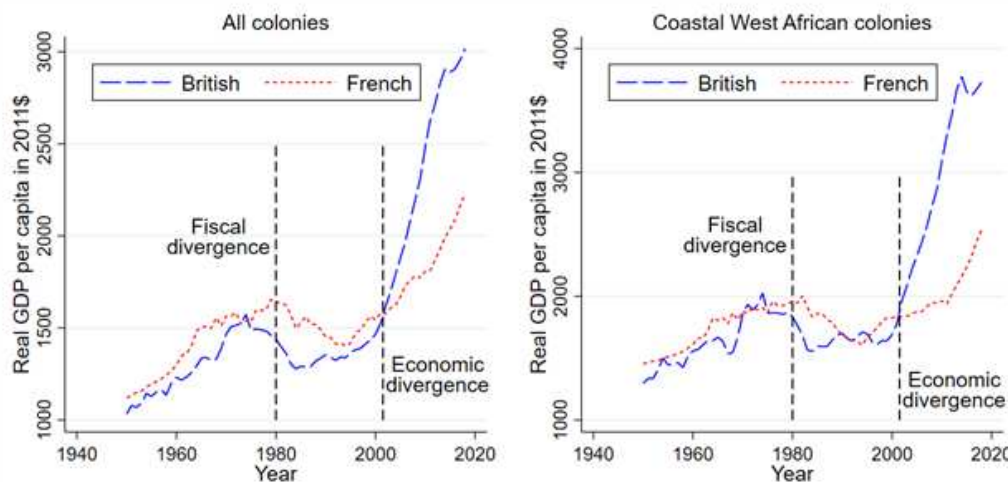 All colonies
British French
Fiscal
divergence
Economic
divergence
Real GDP per capita in 2011$
1000 1500 2000 2500 3000
1940 1960 1980 2000 2020
Year
Coastal West African colonies
British French
Fiscal
divergence
Economic
divergence
Real GDP per capita in 2011$
1000 2000 3000 4000
1940 1960 1980 2000 2020
Year